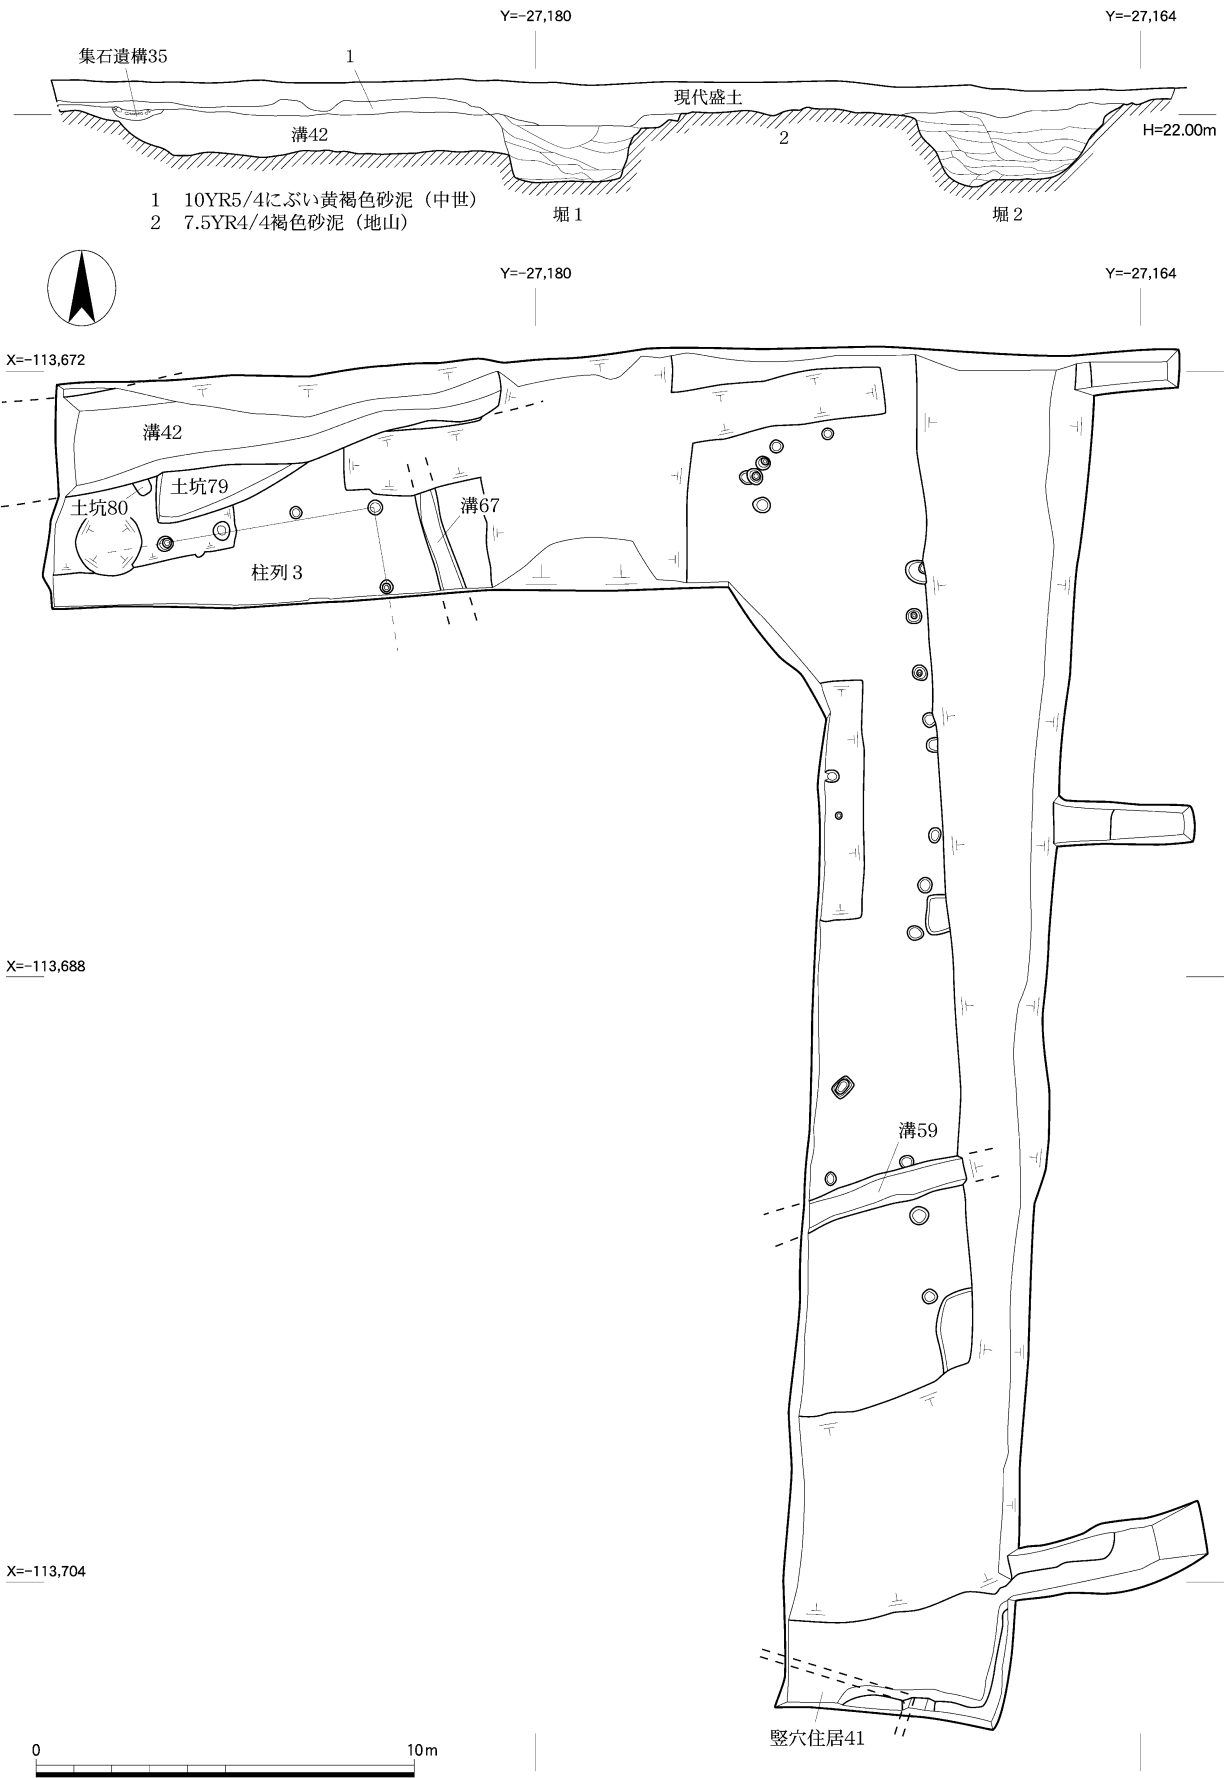 Y=−27,180
Y=−27,164
集石遺構35
1
現代盛土
溝42
2
H=22.00m
1 10YR5/4にぶい黄褐色砂泥（中世）
2 7.5YR4/4褐色砂泥（地山）
堀1
堀2
Y=−27,180
Y=−27,164
X=−113,672
溝42
土坑79
土坑80
溝67
柱列3
X=−113,688
溝59
X=−113,704
竪穴住居41
0
10m